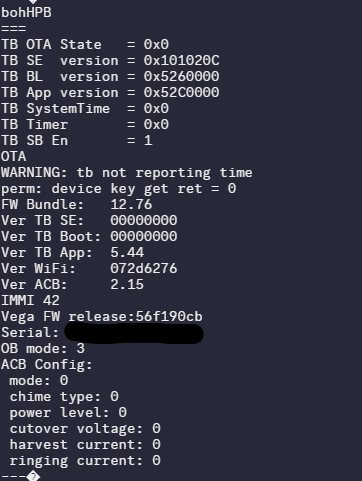 bohHPB
===
TB OTA State   = 0x0
TB SE  version = 0x101020C
TB BL  version = 0x5260000
TB App version = 0x52C0000
TB SystemTime  = 0x0
TB Timer       = 0x0
TB SB En       = 1
OTA
WARNING: tb not reporting time
perm: device key get ret = 0
FW Bundle:   12.76
Ver TB SE:   00000000
Ver TB Boot: 00000000
Ver TB App:  5.44
Ver WiFi:    072d6276
Ver ACB:     2.15
IMMI 42
Vega FW release:56f190cb
Serial:
OB mode: 3
ACB Config:
 mode: 0
 chime type: 0
 power level: 0
 cutover voltage: 0
 harvest current: 0
 ringing current: 0
---�